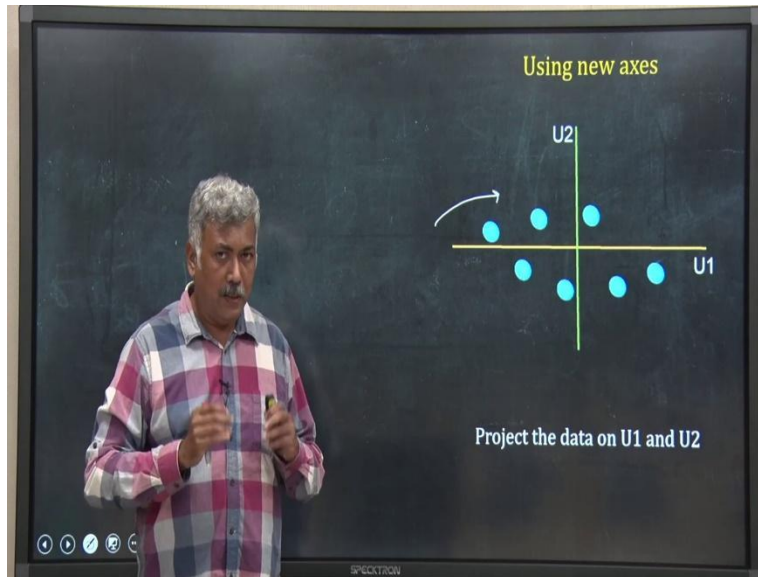 Using new axes
U2
U1
Project the data on U1 and U2
SPECKTRON